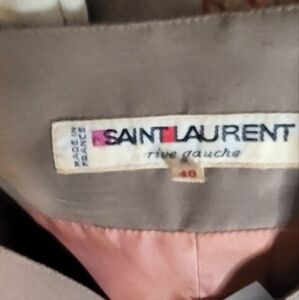 MADE IN
FRANCE
SAINT LAURENT
rive gauche
40